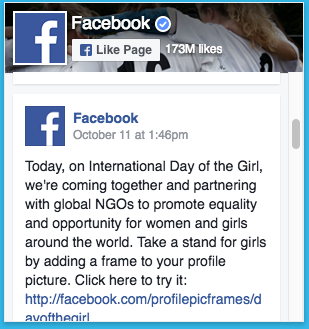 Facebook
Like Page
173M likes
Facebook
October 11 at 1:46pm
Today, on International Day of the Girl,
we're coming together and partnering
with global NGOs to promote equality
and opportunity for women and girls
around the world. Take a stand for girls
by adding a frame to your profile
picture. Click here to try it:
http://facebook.com/profilepicframes/d
ayofthegirl